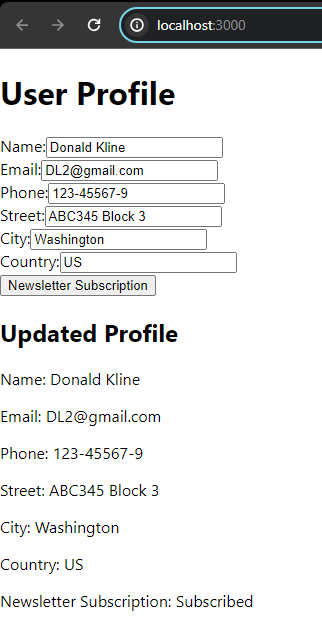 localhost:3000
User Profile
Name: Donald Kline
Email: DL2@gmail.com
Phone: 123-45567-9
Street: ABC345 Block 3
City: Washington
Country: US
Newsletter Subscription
Updated Profile
Name: Donald Kline
Email: DL2@gmail.com
Phone: 123-45567-9
Street: ABC345 Block 3
City: Washington
Country: US
Newsletter Subscription: Subscribed